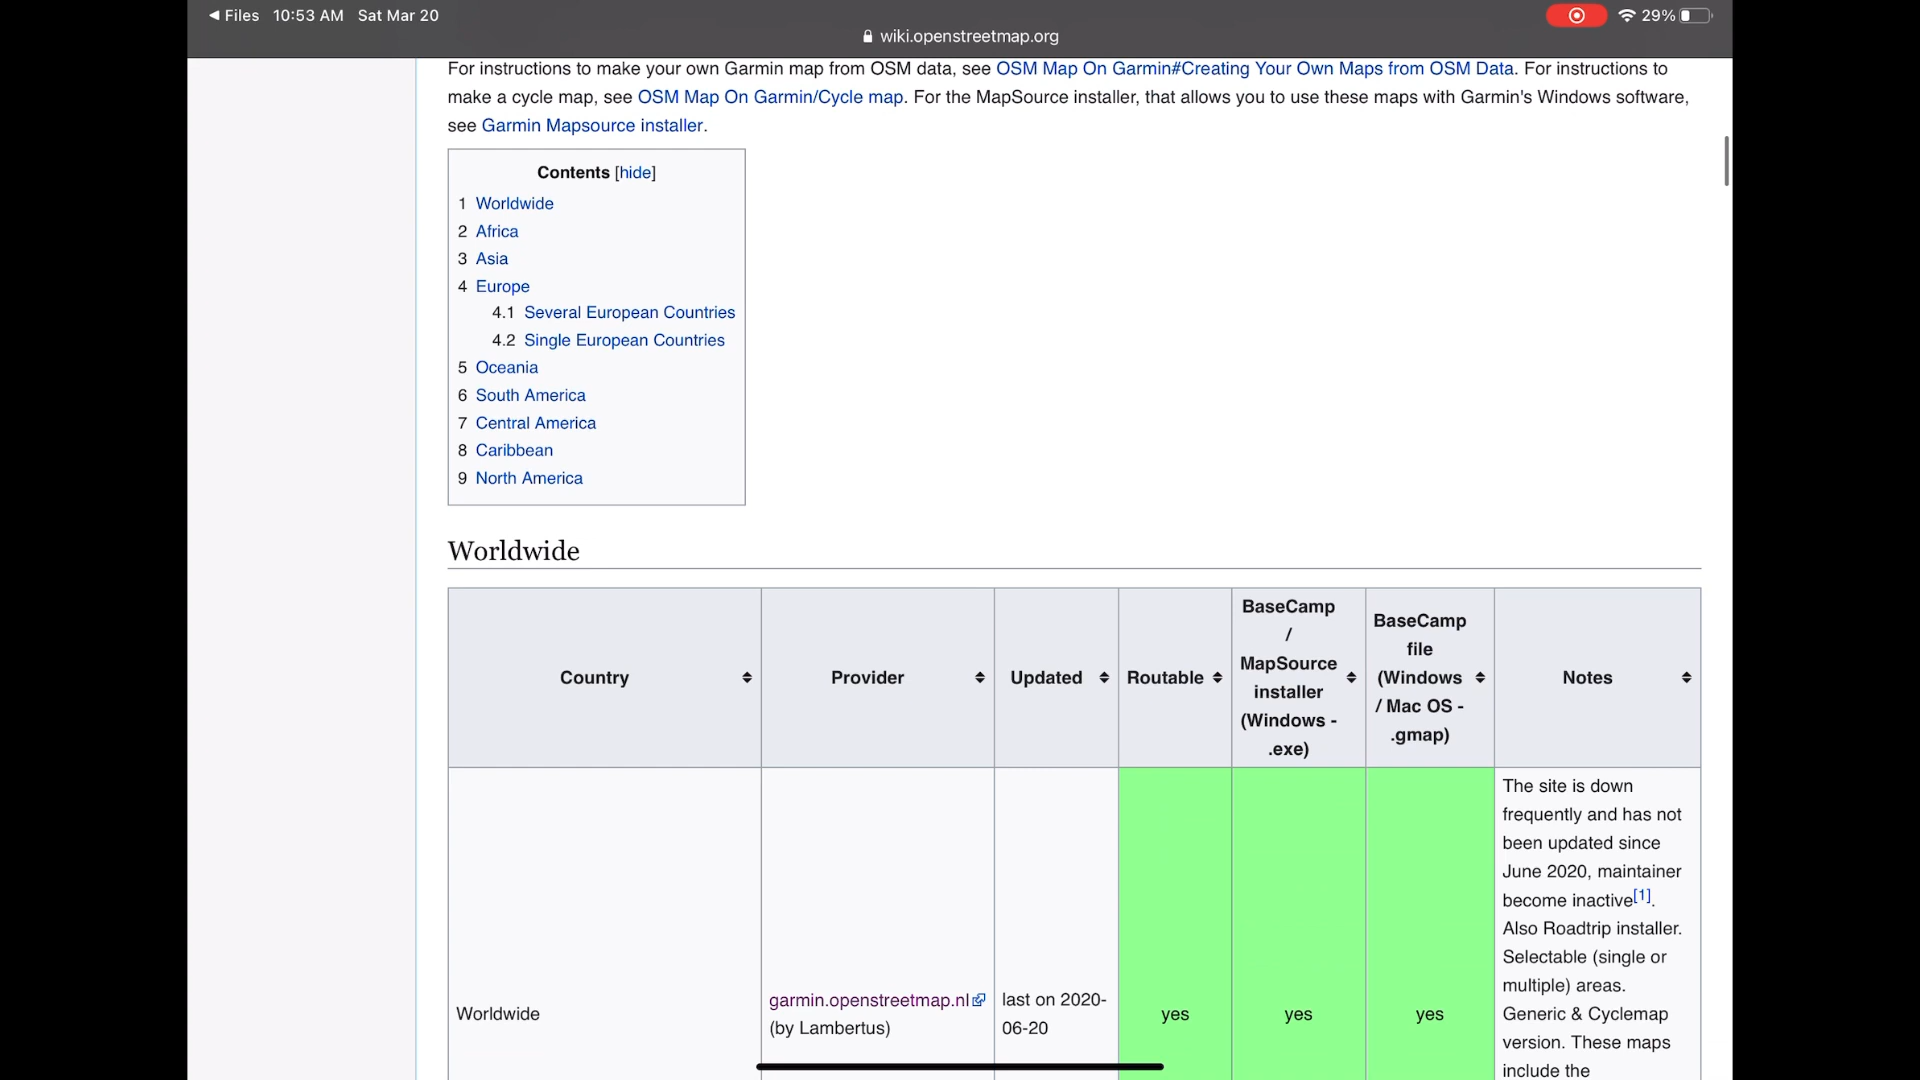 Files 10:53 AM Sat Mar 20
29%
wiki.openstreetmap.org
For instructions to make your own Garmin map from OSM data, see OSM Map On Garmin#Creating Your Own Maps from OSM Data. For instructions to
make a cycle map, see OSM Map On Garmin/Cycle map. For the MapSource installer, that allows you to use these maps with Garmin's Windows software,
see Garmin Mapsource installer.
Contents [hide]
1 Worldwide
2 Africa
3 Asia
4 Europe
4.1 Several European Countries
4.2 Single European Countries
5 Oceania
6 South America
7 Central America
8 Caribbean
9 North America
Worldwide
Country
Provider
Updated
Routable
BaseCamp
/
MapSource
installer
(Windows -
.exe)
BaseCamp
file
(Windows
/ Mac OS -
.gmap)
Notes
Worldwide
garmin.openstreetmap.nl
(by Lambertus)
last on 2020-
06-20
yes
yes
yes
The site is down
frequently and has not
been updated since
June 2020, maintainer
become inactive[1].
Also Roadtrip installer.
Selectable (single or
multiple) areas.
Generic & Cyclemap
version. These maps
include the